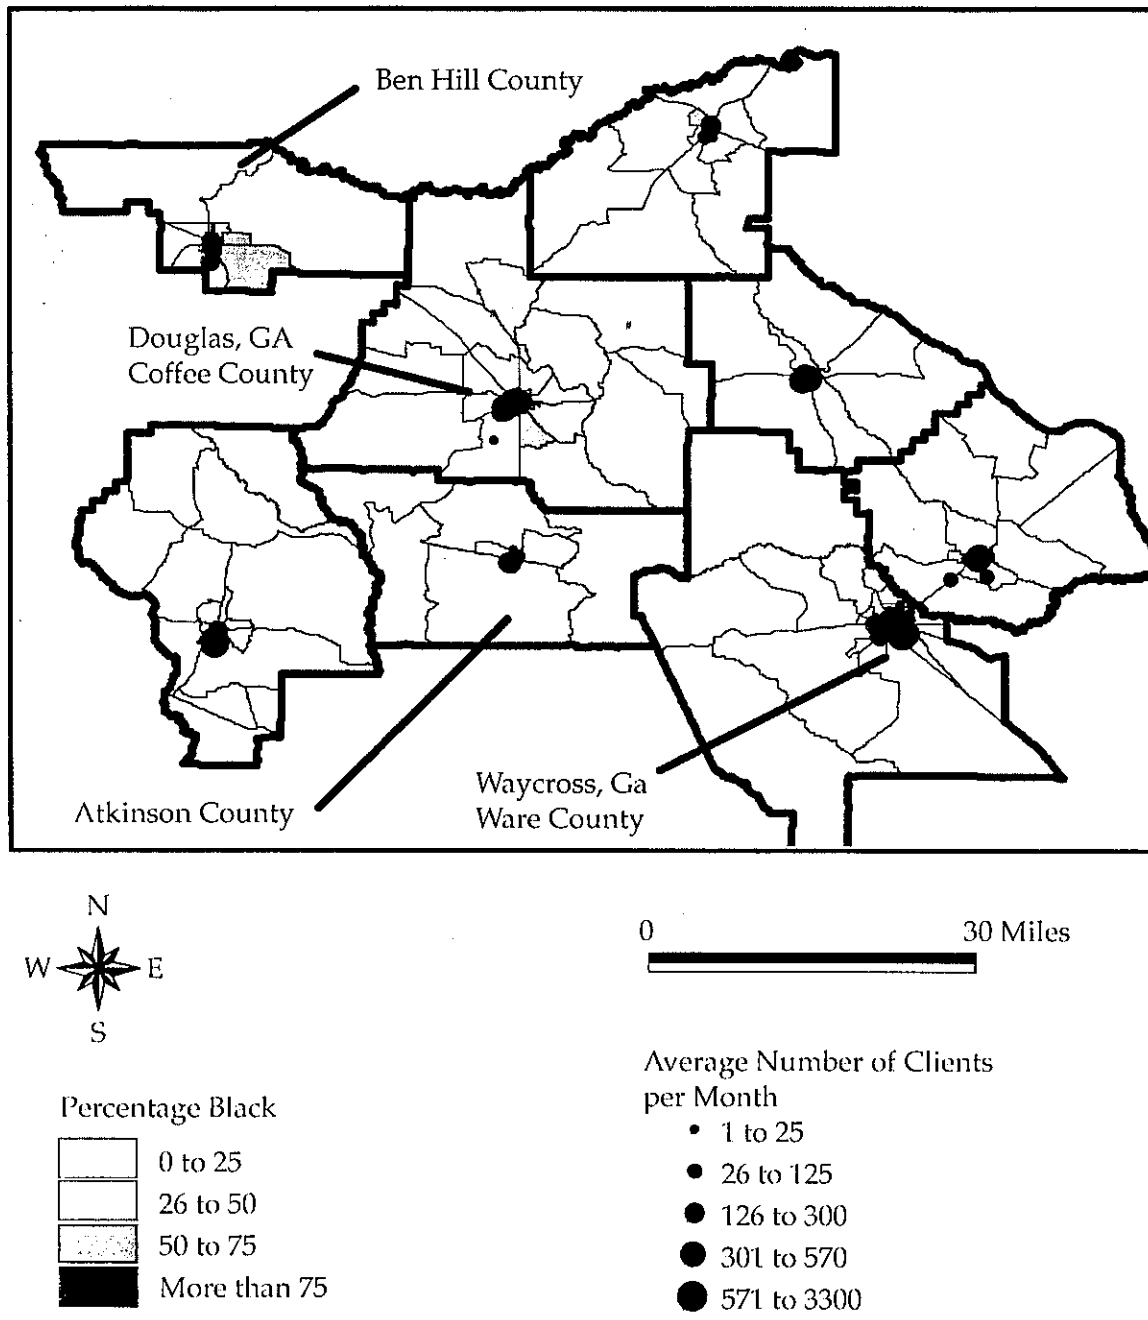 Ben Hill County
Douglas, GA
Coffee County
Atkinson County
Waycross, Ga
Ware County
N
W E
S
0 30 Miles
Percentage Black
0 to 25
26 to 50
50 to 75
More than 75
Average Number of Clients
per Month
1 to 25
26 to 125
126 to 300
301 to 570
571 to 3300